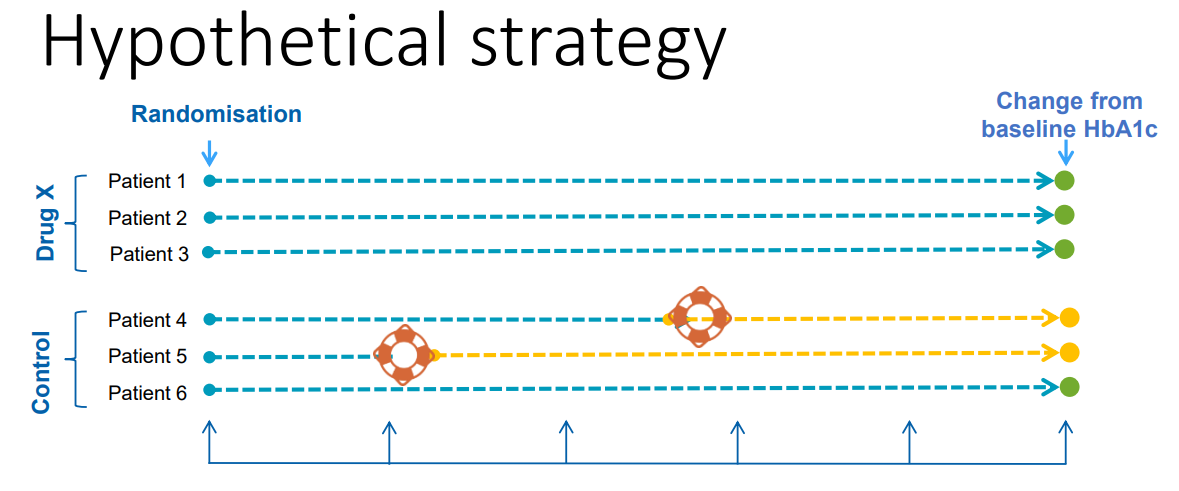 Hypothetical strategy
Randomisation
Change from
baseline HbA1c
Drug X
Patient 1
Patient 2
Patient 3
Control
Patient 4
Patient 5
Patient 6